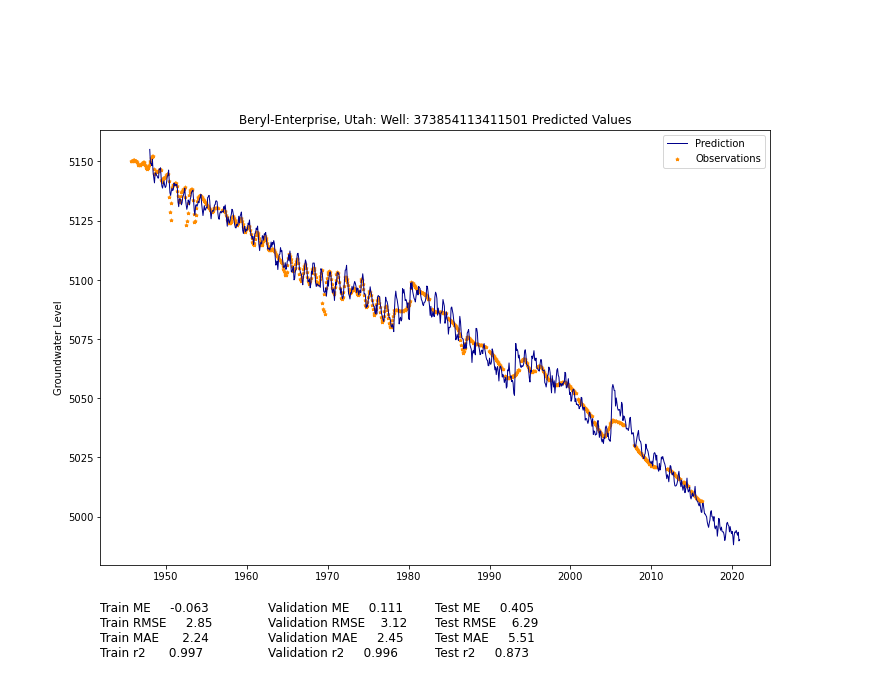 Beryl-Enterprise, Utah: Well: 373854113411501 Predicted Values
Prediction
Observations
Groundwater Level
5150
5125
5100
5075
5050
5025
5000
1950 1960 1970 1980 1990 2000 2010 2020
Train ME -0.063 Validation ME 0.111 Test ME 0.405
Train RMSE 2.85 Validation RMSE 3.12 Test RMSE 6.29
Train MAE 2.24 Validation MAE 2.45 Test MAE 5.51
Train r2 0.997 Validation r2 0.996 Test r2 0.873